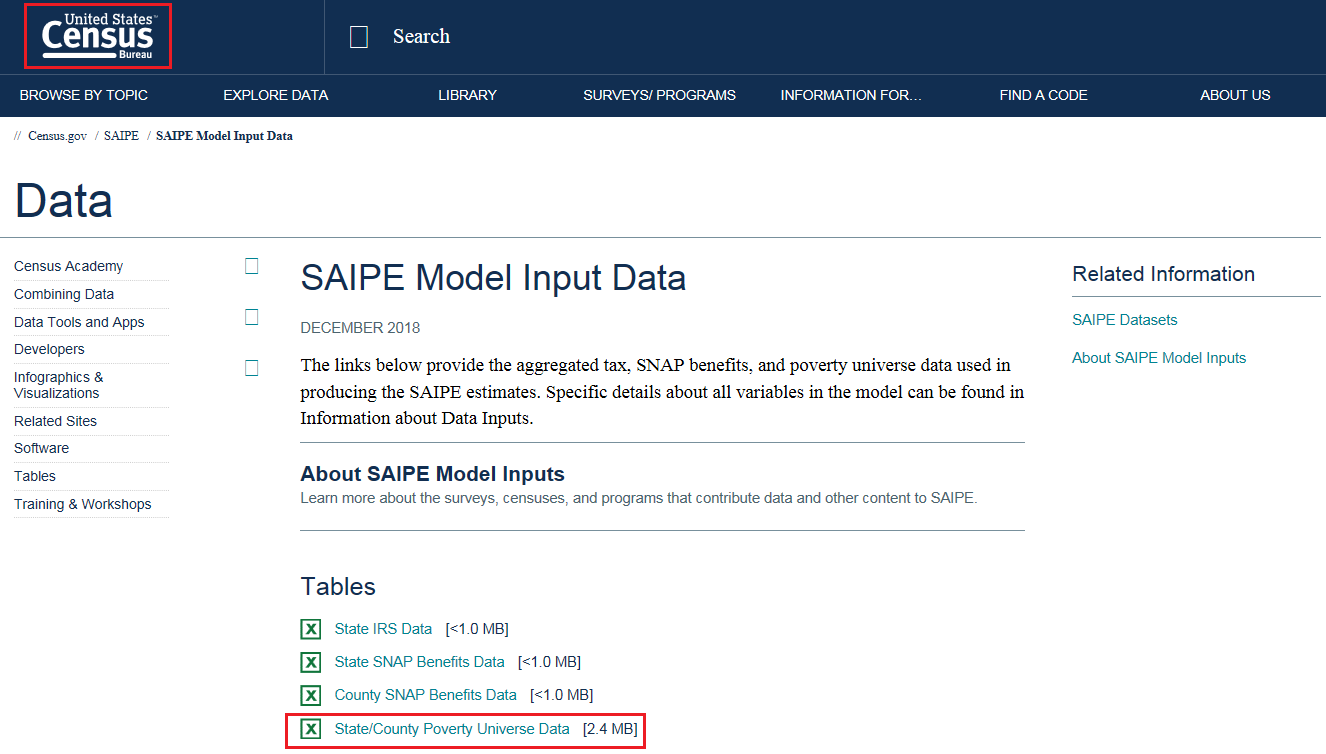 United States™
Census
Bureau
Search
BROWSE BY TOPIC
EXPLORE DATA
LIBRARY
SURVEYS/ PROGRAMS
INFORMATION FOR…
FIND A CODE
ABOUT US
// Census.gov / SAIPE / SAIPE Model Input Data
Data
Census Academy
Combining Data
Data Tools and Apps
Developers
Infographics &
Visualizations
Related Sites
Software
Tables
Training & Workshops
SAIPE Model Input Data
DECEMBER 2018
The links below provide the aggregated tax, SNAP benefits, and poverty universe data used in
producing the SAIPE estimates. Specific details about all variables in the model can be found in
Information about Data Inputs.
About SAIPE Model Inputs
Learn more about the surveys, censuses, and programs that contribute data and other content to SAIPE.
Tables
X State IRS Data [<1.0 MB]
X State SNAP Benefits Data [<1.0 MB]
X County SNAP Benefits Data [<1.0 MB]
X State/County Poverty Universe Data [2.4 MB]
Related Information
SAIPE Datasets
About SAIPE Model Inputs